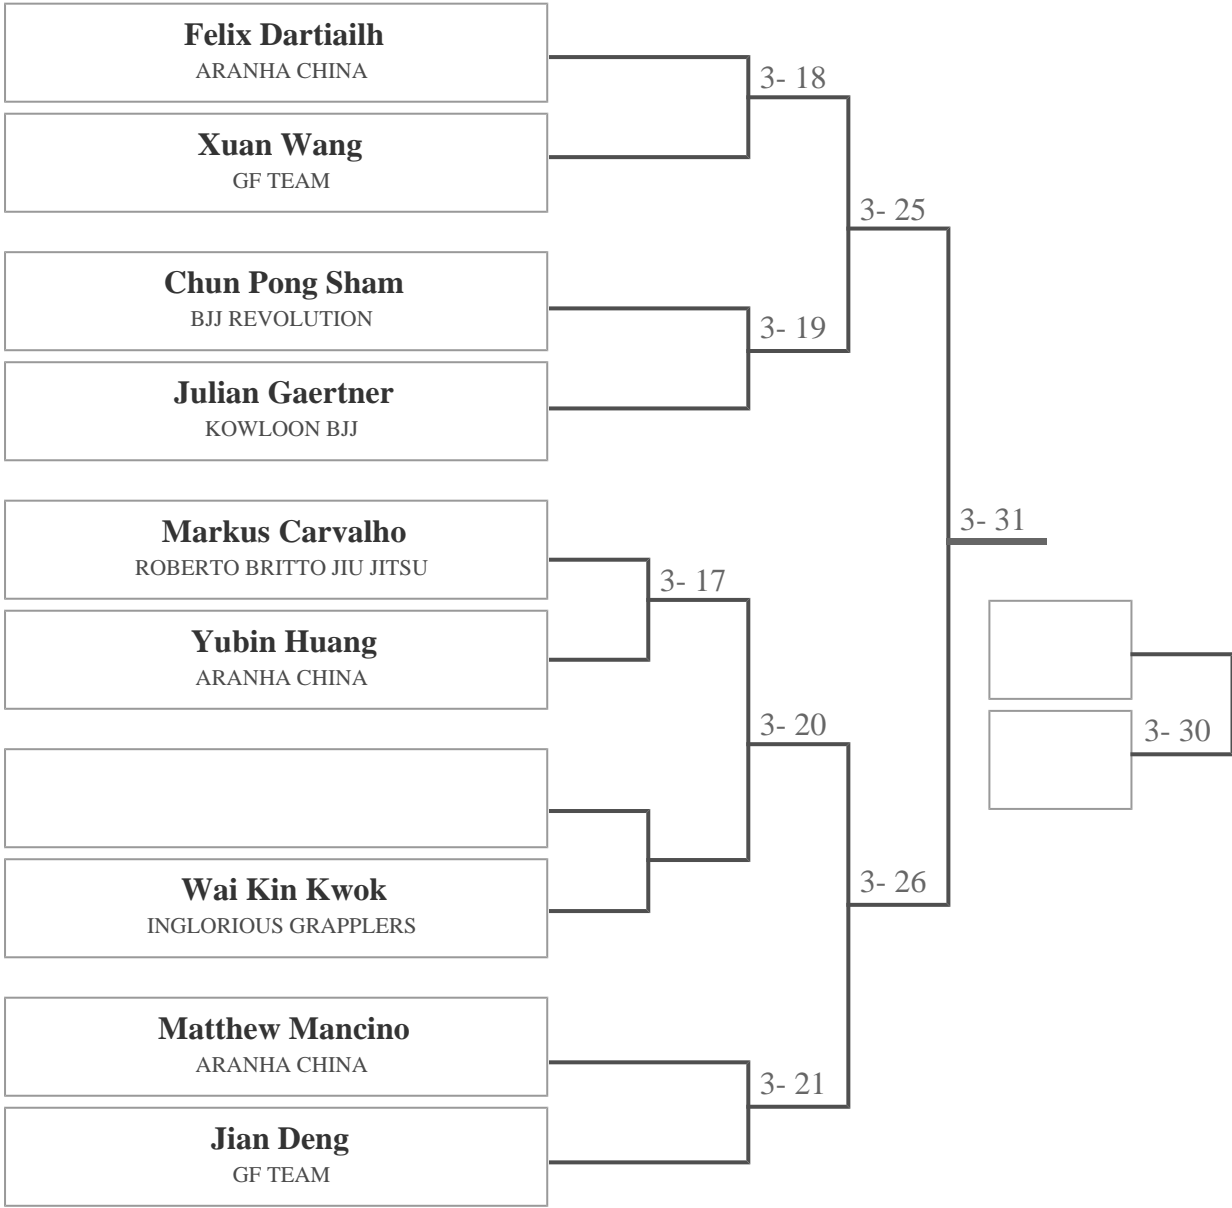 Felix Dartiailh
ARANHA CHINA
3- 18
Xuan Wang
GF TEAM
3- 25
Chun Pong Sham
BJJ REVOLUTION
3- 19
Julian Gaertner
KOWLOON BJJ
Markus Carvalho
ROBERTO BRITTO JIU JITSU
3- 31
3- 17
Yubin Huang
ARANHA CHINA
3- 20
3- 30
Wai Kin Kwok
INGLORIOUS GRAPPLERS
3- 26
Matthew Mancino
ARANHA CHINA
3- 21
Jian Deng
GF TEAM